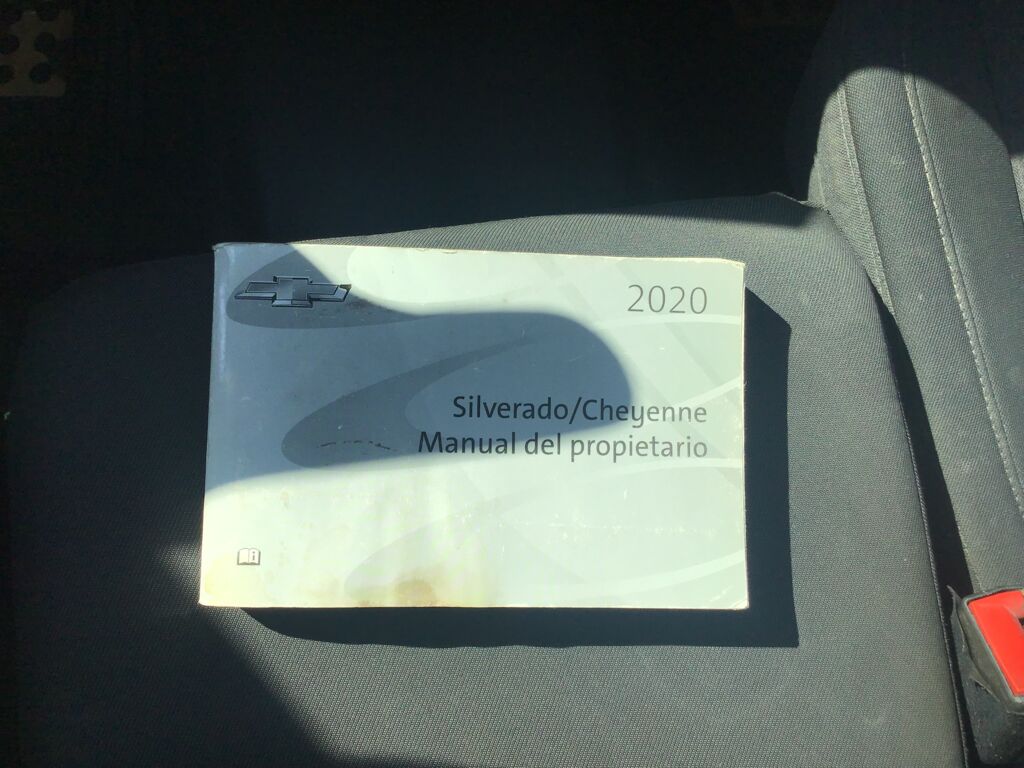 2020
Silverado/Cheyenne
Manual del propietario